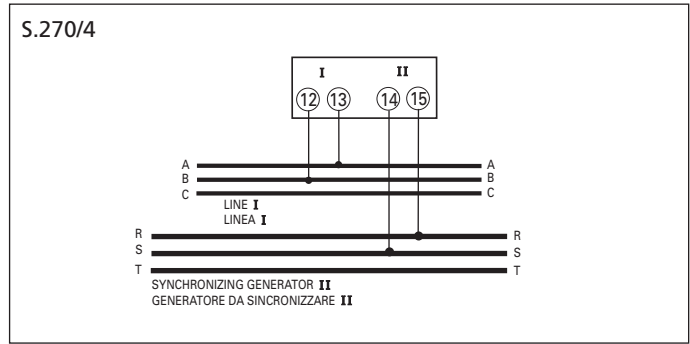 S.270/4
I II
12 13 14 15
A A
B B
C C
LINE I
LINEA I
R R
S S
T T
SYNCHRONIZING GENERATOR II
GENERATORE DA SINCRONIZZARE II